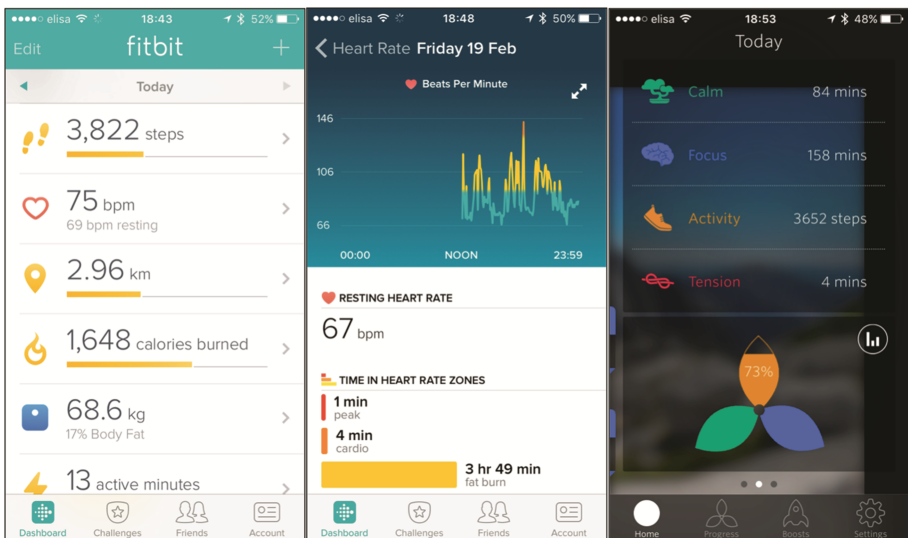 elisa 18:43 52%
Edit fitbit +
Today
3,822 steps
75 bpm
69 bpm resting
2.96 km
1,648 calories burned
68.6 kg
17% Body Fat
13 active minutes
Dashboard Challenges Friends Account
elisa 18:48 50%
Heart Rate Friday 19 Feb
Beats Per Minute
146
106
66
00:00 NOON 23:59
RESTING HEART RATE
67 bpm
TIME IN HEART RATE ZONES
1 min
peak
4 min
cardio
3 hr 49 min
fat burn
Dashboard Challenges Friends Account
elisa 18:53 48%
Today
Calm 84 mins
Focus 158 mins
Activity 3652 steps
Tension 4 mins
73%
Home Progress Boosts Settings